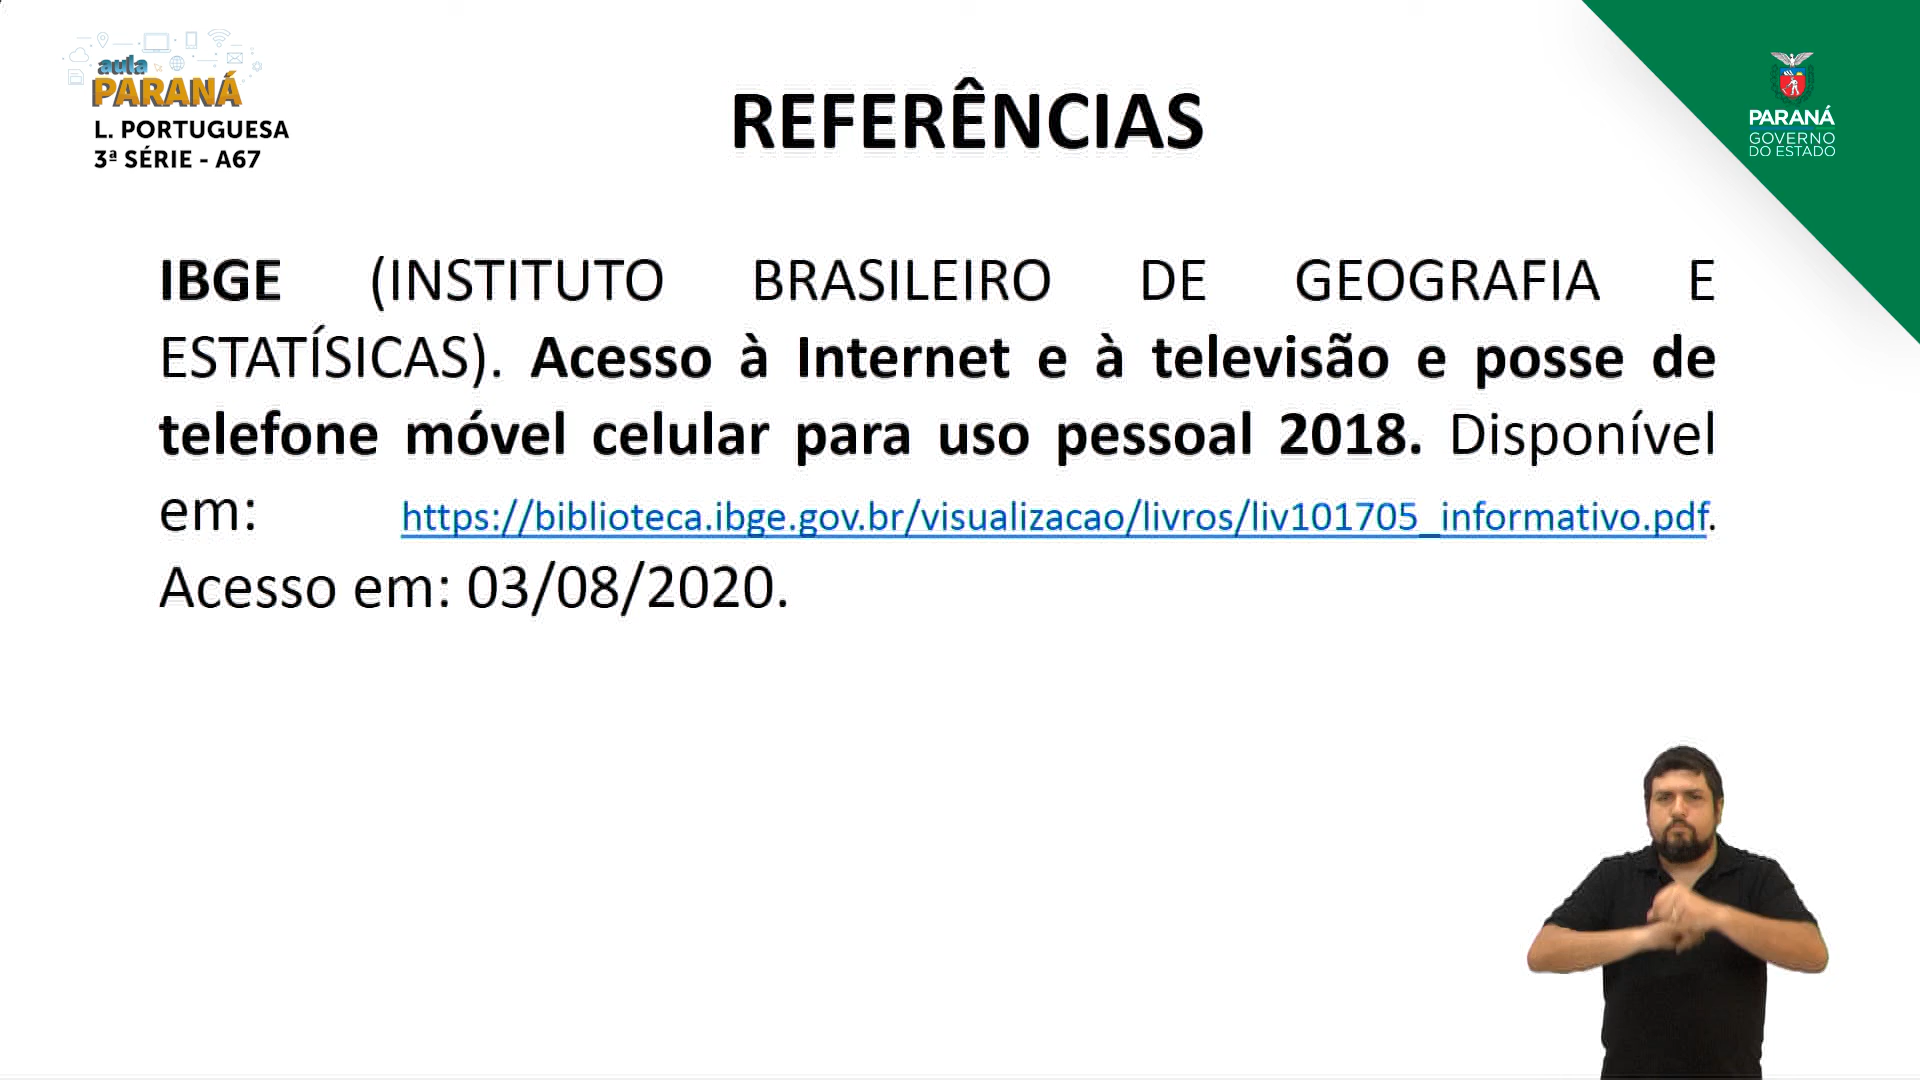 aula
PARANÁ
L. PORTUGUESA
3ª SÉRIE - A67
REFERÊNCIAS
PARANÁ
GOVERNO
DO ESTADO
IBGE (INSTITUTO BRASILEIRO DE GEOGRAFIA E
ESTATÍSICAS). Acesso à Internet e à televisão e posse de
telefone móvel celular para uso pessoal 2018. Disponível
em: https://biblioteca.ibge.gov.br/visualizacao/livros/liv101705_informativo.pdf.
Acesso em: 03/08/2020.